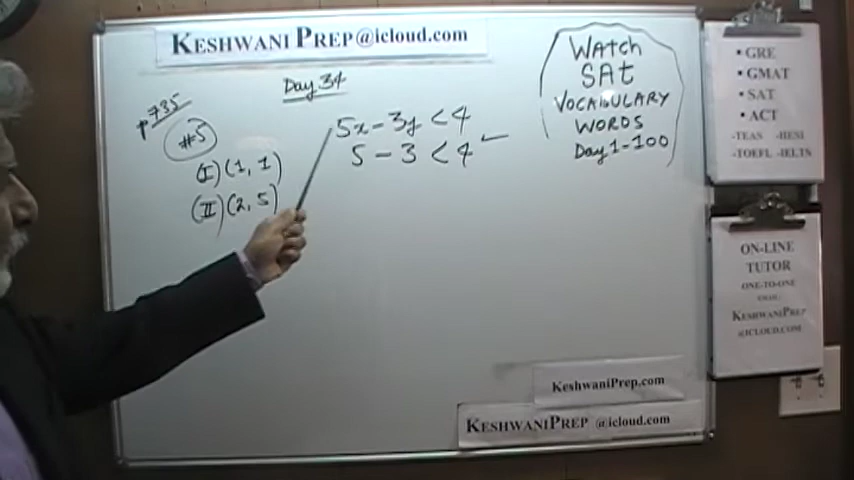 KESHWANI PREP@icloud.com
Day 34
p735
#5
(I) (1, 1)
(II) (2, 5)
5x - 3y < 4
5 - 3 < 4 ✓
WAtch
SAt
VOCABULARY
WORDS
Day 1-100
• GRE
• GMAT
• SAT
• ACT
-TEAS -HESI
-TOEFL -IELTS
ON-LINE
TUTOR
ONE-TO-ONE
KESHWANIPREP
@ICLOUD.COM
KeshwaniPrep.com
KESHWANIPREP @icloud.com